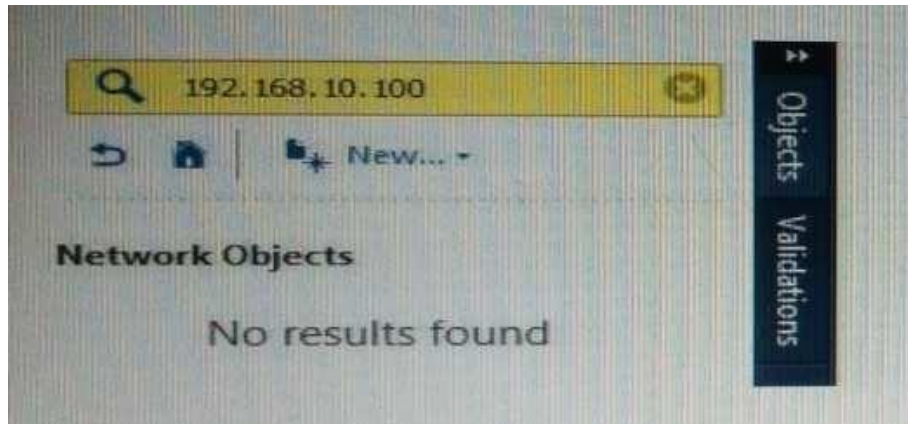 192.168.10.100
New...
Network Objects
No results found
Objects
Validations